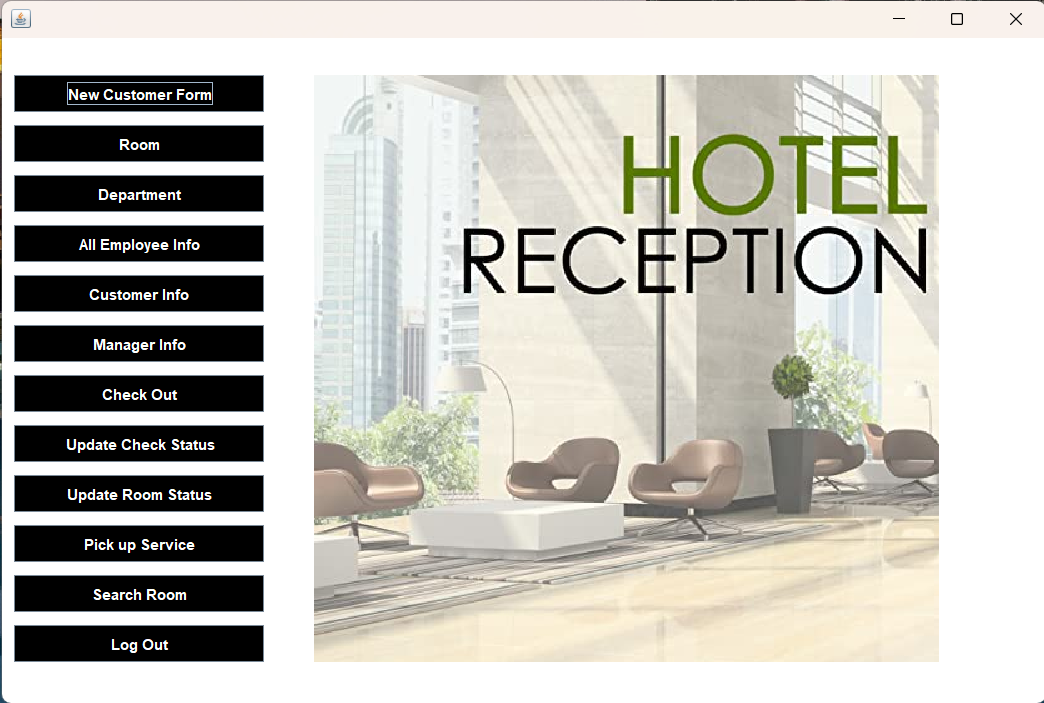 New Customer Form
Room
Department
All Employee Info
Customer Info
Manager Info
Check Out
Update Check Status
Update Room Status
Pick up Service
Search Room
Log Out
HOTEL
RECEPTION